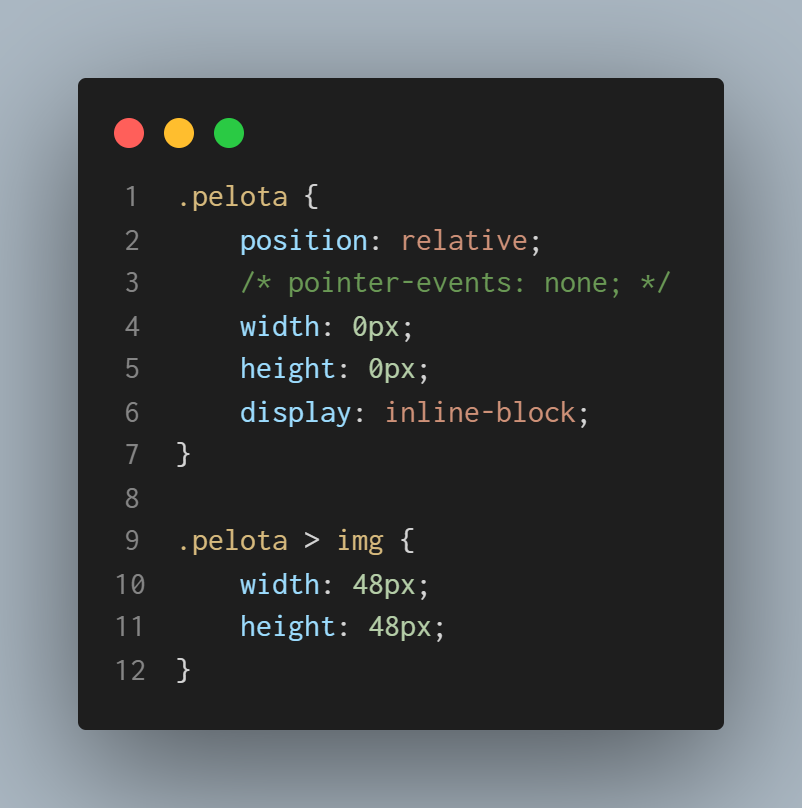 1 .pelota {
2     position: relative;
3     /* pointer-events: none; */
4     width: 0px;
5     height: 0px;
6     display: inline-block;
7 }
8
9 .pelota > img {
10     width: 48px;
11     height: 48px;
12 }